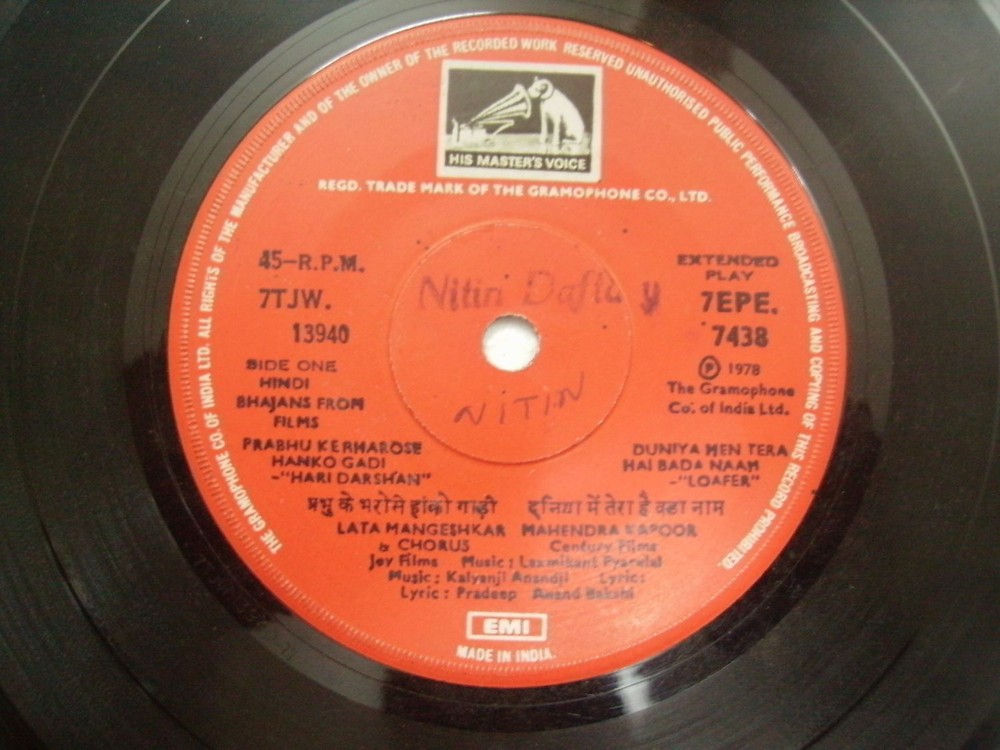 THE GRAMOPHONE CO. OF INDIA LTD. ALL RIGHTS OF THE MANUFACTURER AND OF THE OWNER OF THE RECORDED WORK RESERVED UNAUTHORISED PUBLIC PERFORMANCE BROADCASTING AND COPYING OF THIS RECORD PROHIBITED.
HIS MASTER'S VOICE
REGD. TRADE MARK OF THE GRAMOPHONE CO., LTD.
45-R.P.M.
7TJW.
13940
SIDE ONE
HINDI
BHAJANS FROM
FILMS
Nitin
NITIN
EXTENDED
PLAY
7EPE.
7438
Ⓟ 1978
The Gramophone
Co. of India Ltd.
PRABHU KE BHAROSE
HANKO GADI
-"HARI DARSHAN"
DUNIYA MEN TERA
HAI BADA NAAM
-"LOAFER"
प्रभु के भरोसे हांको गाड़ी दुनिया में तेरा है बडा नाम
LATA MANGESHKAR MAHENDRA KAPOOR
& CHORUS Century Films
Joy Films Music : Laxmikant Pyarelal
Music : Kalyanji Anandji Lyric :
Lyric : Pradeep Anand Bakshi
EMI
MADE IN INDIA.